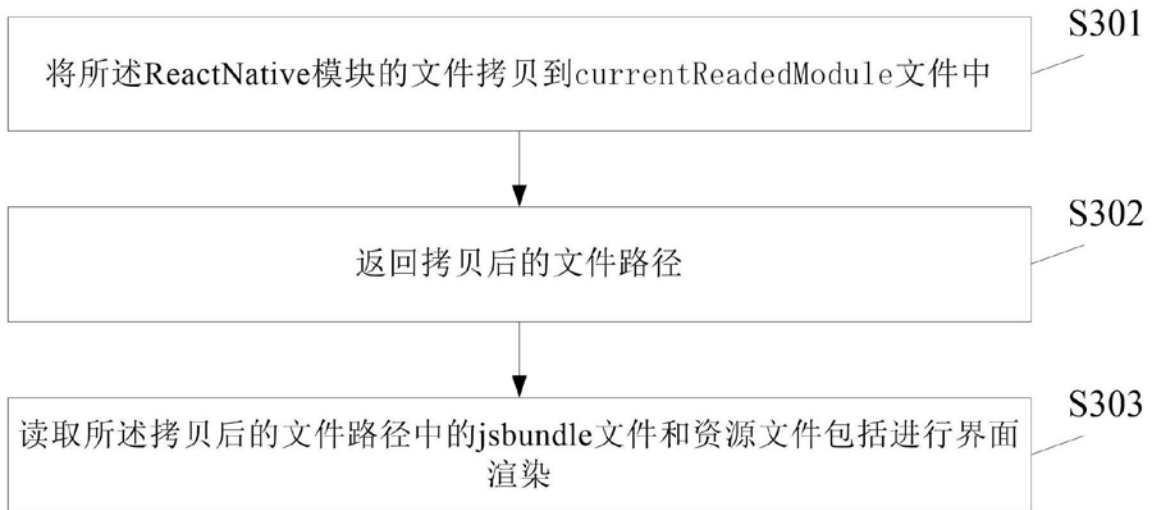 S301
将所述ReactNative模块的文件拷贝到currentReadedModule文件中
S302
返回拷贝后的文件路径
S303
读取所述拷贝后的文件路径中的jsbundle文件和资源文件包括进行界面
渲染